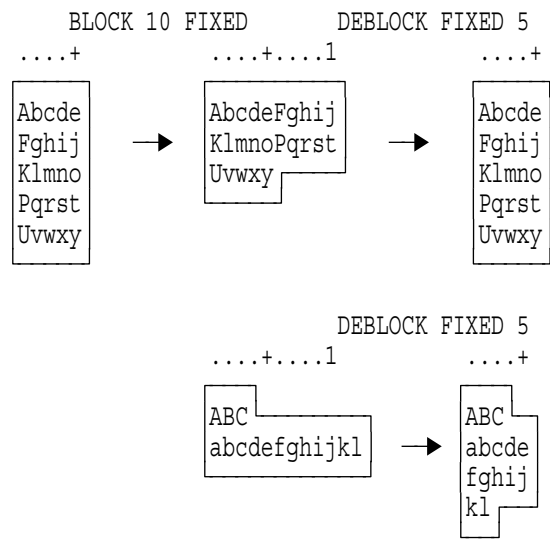 BLOCK 10 FIXED DEBLOCK FIXED 5
....+ ....+....1 ....+
Abcde AbcdeFghij Abcde
Fghij KlmnoPqrst Fghij
Klmno Uvwxy Klmno
Pqrst Pqrst
Uvwxy Uvwxy
DEBLOCK FIXED 5
....+....1 ....+
ABC ABC
abcdefghijkl abcde
fghij
kl